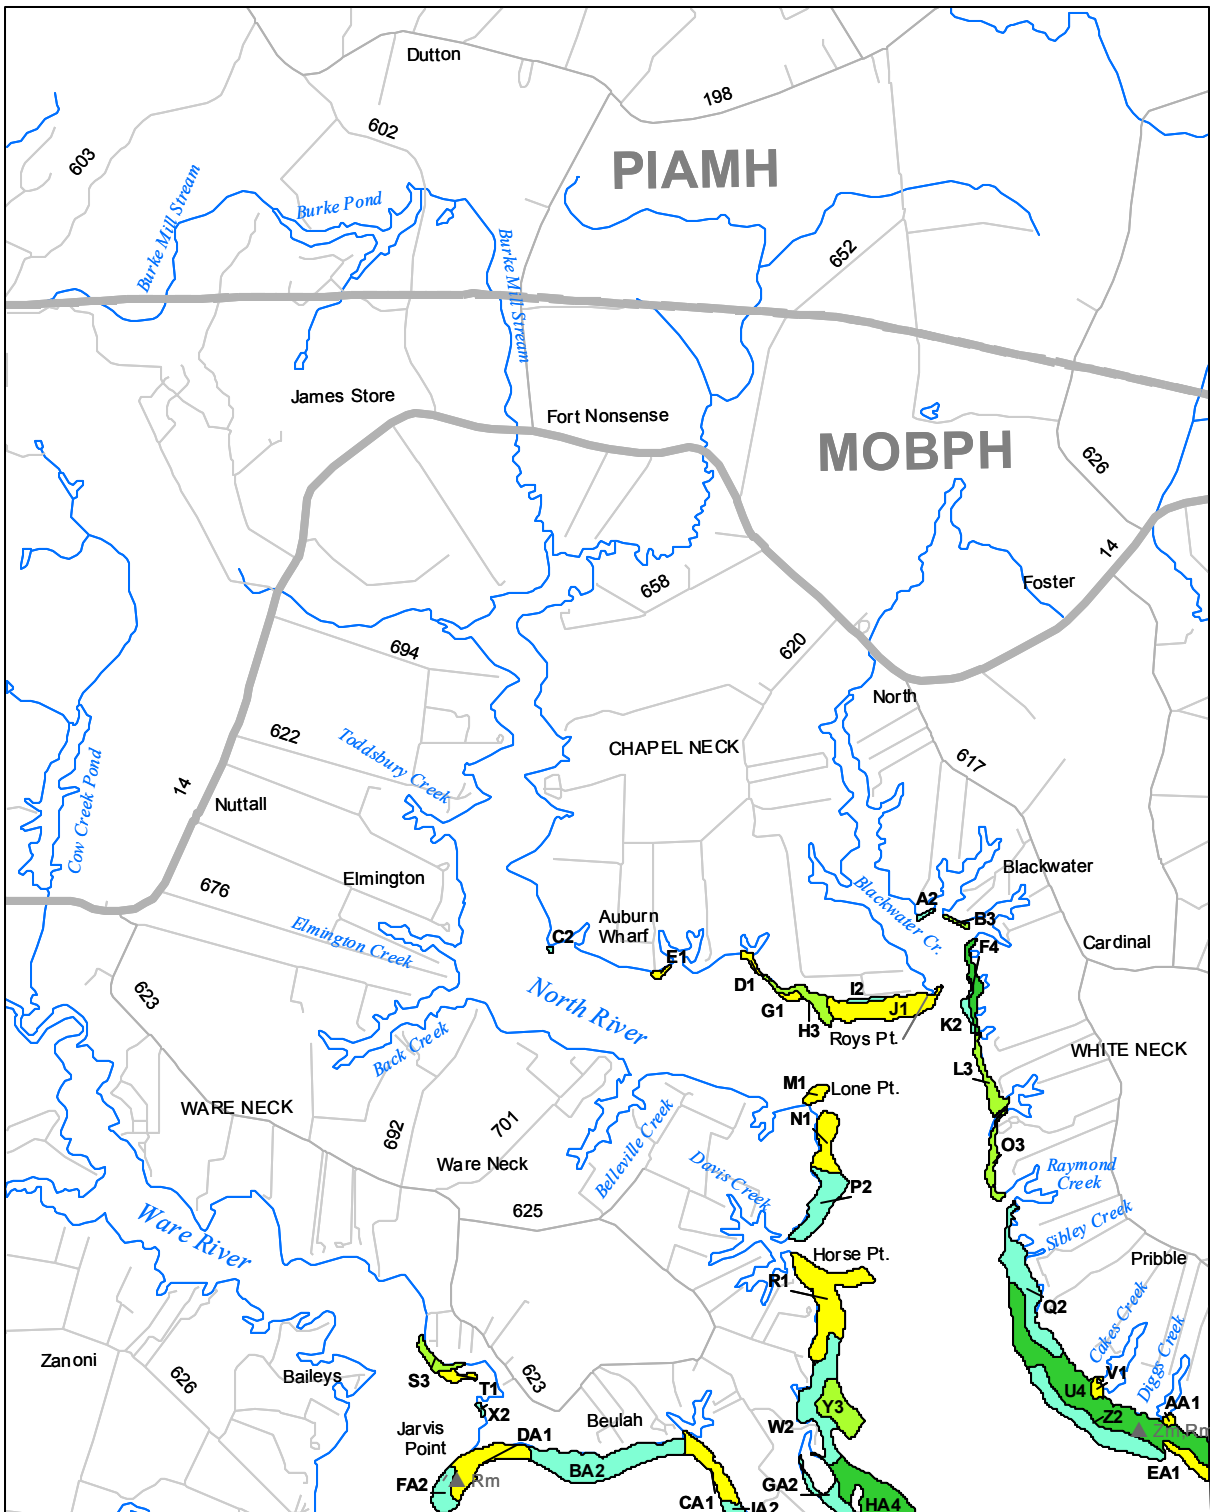 Dutton
198
602
603
PIAMH
Burke Mill Stream
Burke Pond
Burke Mill Stream
652
James Store
Fort Nonsense
MOBPH
626
14
Foster
658
620
694
North
622
Toddsbury Creek
CHAPEL NECK
617
14
Nuttall
Cow Creek Pond
Elmington
676
Blackwater
Blackwater Cr.
A2
B3
Auburn
Wharf
C2
Elmington Creek
F4
Cardinal
E1
D1
I2
G1
J1
H3
K2
Roys Pt.
623
North River
Back Creek
WHITE NECK
L3
M1
Lone Pt.
N1
WARE NECK
692
701
Belleville Creek
O3
Ware Neck
Davis Creek
P2
Raymond
Creek
625
Ware River
Sibley Creek
Horse Pt.
Pribble
R1
Q2
Cakes Creek
Diggs Creek
Zanoni
626
Baileys
S3
T1
623
V1
U4
X2
Y3
Z2
AA1
Jarvis
Point
Beulah
W2
DA1
Zm,Rm
BA2
EA1
FA2
Rm
GA2
CA1
IA2
HA4